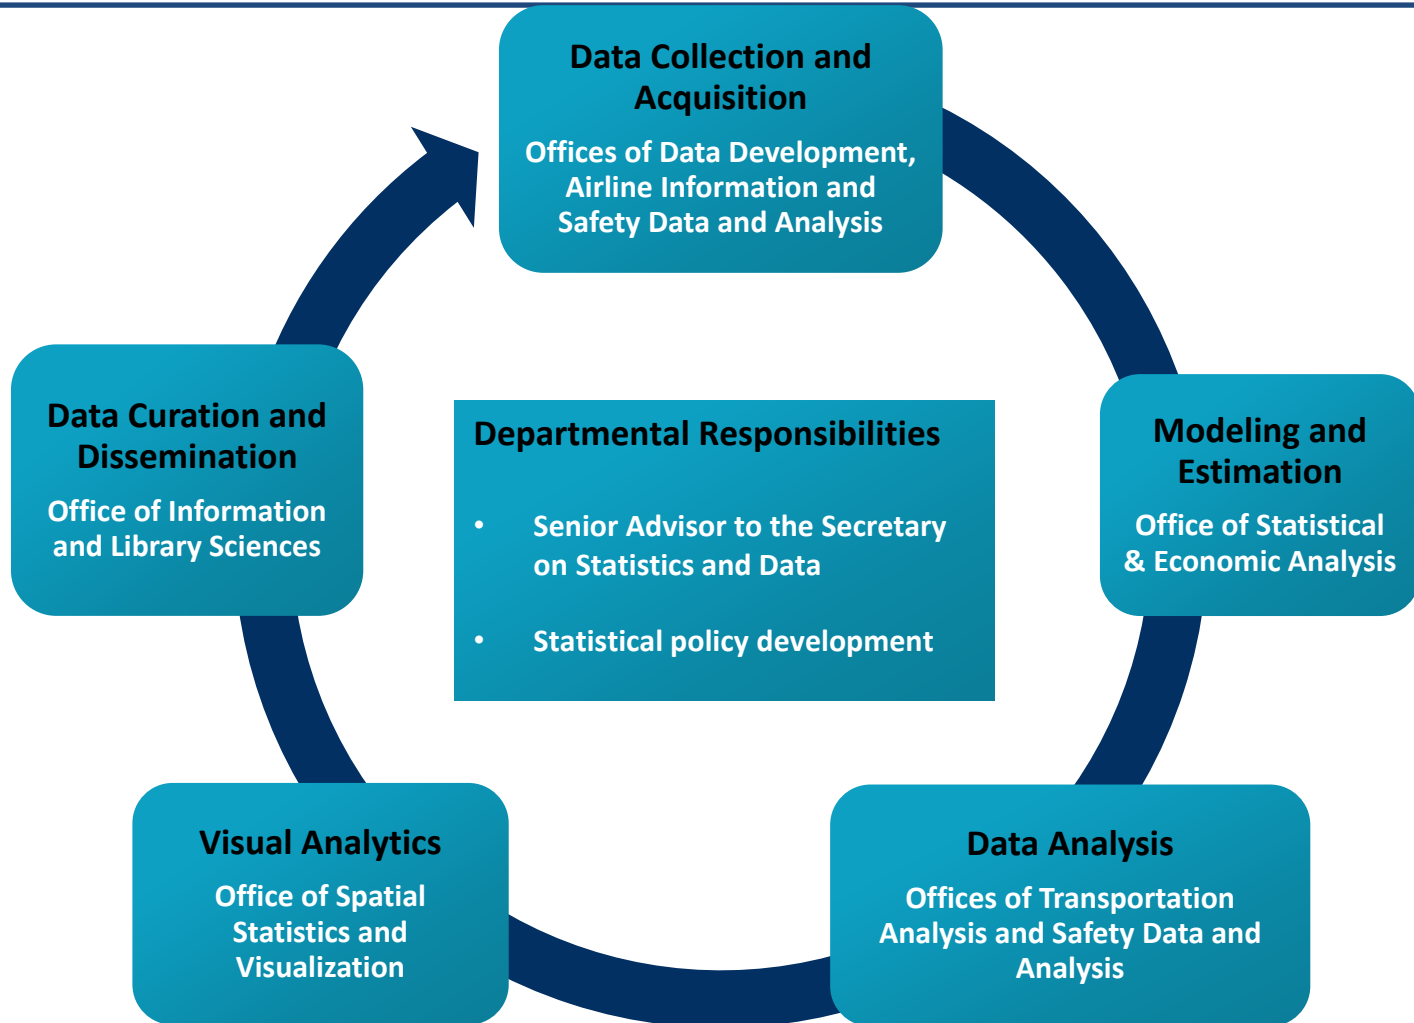 Data Collection and
Acquisition
Offices of Data Development,
Airline Information and
Safety Data and Analysis
Modeling and
Estimation
Office of Statistical
& Economic Analysis
Data Analysis
Offices of Transportation
Analysis and Safety Data and
Analysis
Visual Analytics
Office of Spatial
Statistics and
Visualization
Data Curation and
Dissemination
Office of Information
and Library Sciences
Departmental Responsibilities
• Senior Advisor to the Secretary
on Statistics and Data
• Statistical policy development